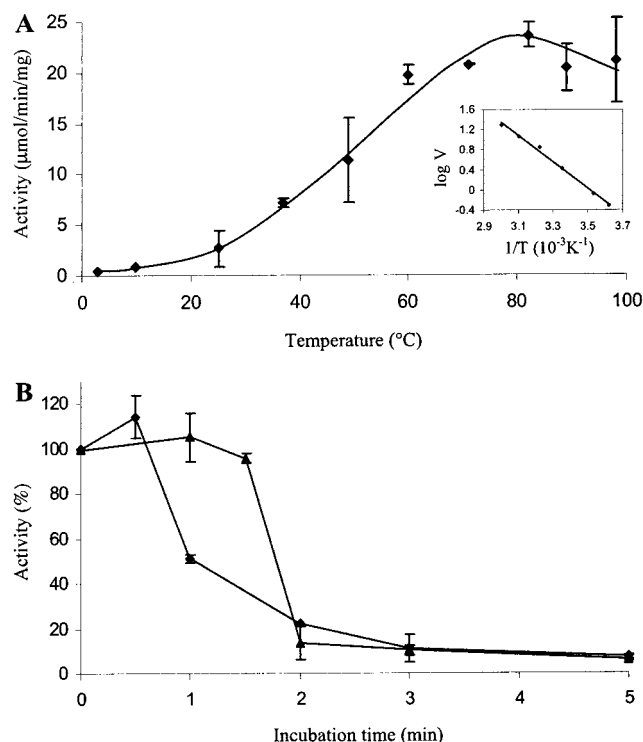 A
Activity (µmol/min/mg)
30
25
20
15
10
5
0
0 20 40 60 80 100
Temperature (°C)
log V
2.0
1.6
1.2
0.8
0.4
0
-0.4
2.9 3.1 3.3 3.5 3.7
1/T (10⁻³K⁻¹)
B
Activity (%)
120
100
80
60
40
20
0
0 1 2 3 4 5
Incubation time (min)